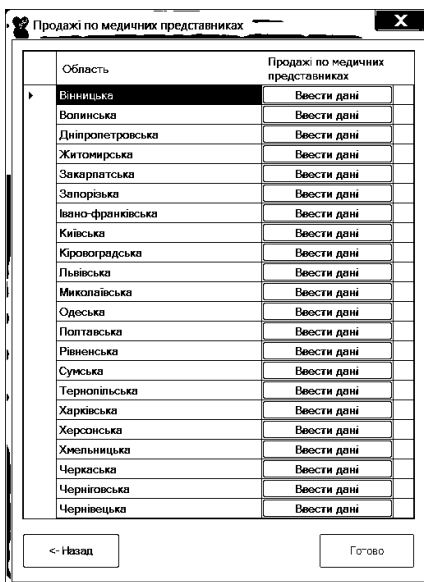 Продажі по медичних представниках
X
Область Продажі по медичних
представниках
Вінницька Ввести дані
Волинська Ввести дані
Дніпропетровська Ввести дані
Житомирська Ввести дані
Закарпатська Ввести дані
Запорізька Ввести дані
Івано-франківська Ввести дані
Київська Ввести дані
Кіровоградська Ввести дані
Львівська Ввести дані
Миколаївська Ввести дані
Одеська Ввести дані
Полтавська Ввести дані
Рівненська Ввести дані
Сумська Ввести дані
Тернопільська Ввести дані
Харківська Ввести дані
Херсонська Ввести дані
Хмельницька Ввести дані
Черкаська Ввести дані
Черніговська Ввести дані
Чернівецька Ввести дані
<- Назад Готово